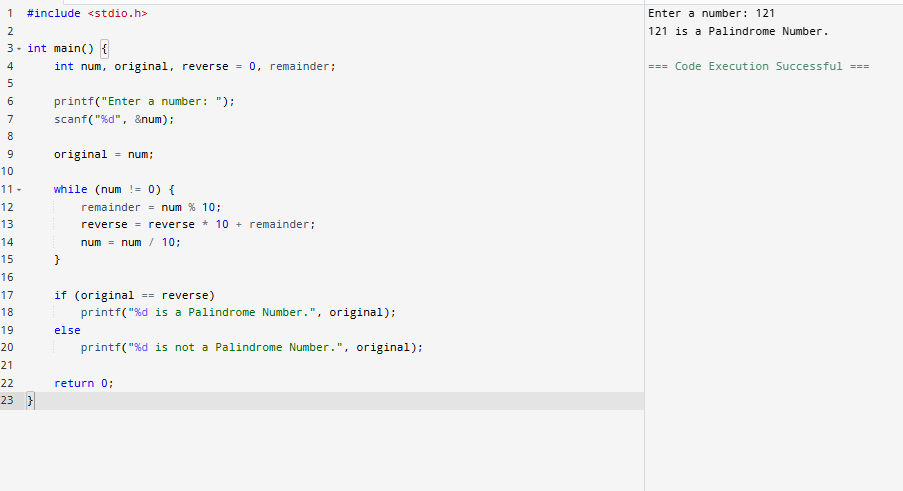 1 #include <stdio.h>
2
3 int main() {
4     int num, original, reverse = 0, remainder;
5
6     printf("Enter a number: ");
7     scanf("%d", &num);
8
9     original = num;
10
11     while (num != 0) {
12         remainder = num % 10;
13         reverse = reverse * 10 + remainder;
14         num = num / 10;
15     }
16
17     if (original == reverse)
18         printf("%d is a Palindrome Number.", original);
19     else
20         printf("%d is not a Palindrome Number.", original);
21
22     return 0;
23 }
Enter a number: 121
121 is a Palindrome Number.
=== Code Execution Successful ===